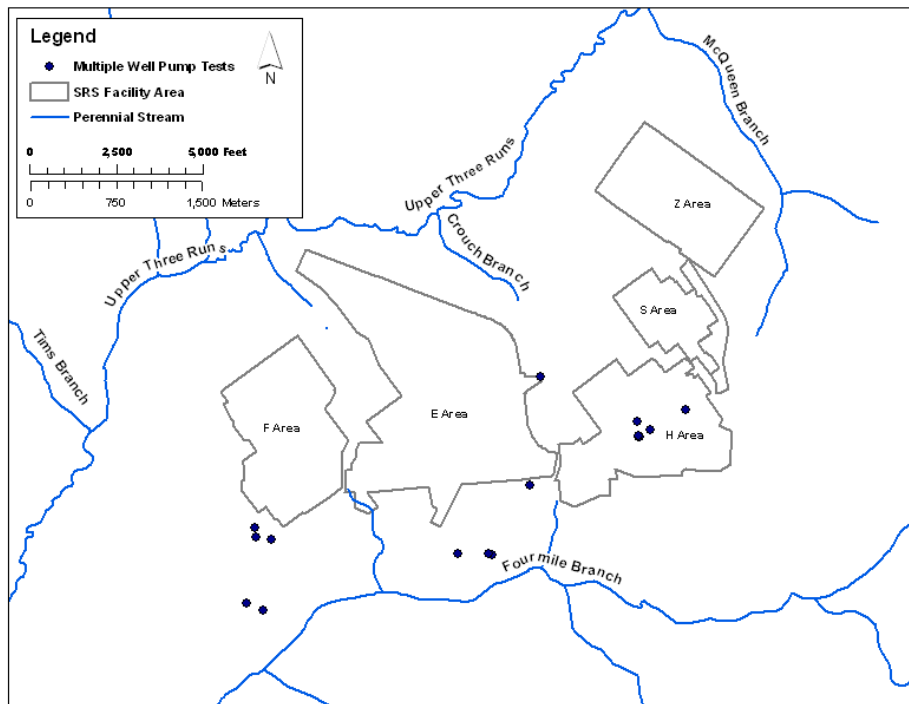 Legend
Multiple Well Pump Tests
N
SRS Facility Area
Perennial Stream
0 2,500 5,000 Feet
0 750 1,500 Meters
McQueen Branch
Upper Three Runs
Z Area
Crouch Branch
Upper Three Runs
S Area
Tims Branch
F Area
E Area
H Area
Fourmile Branch